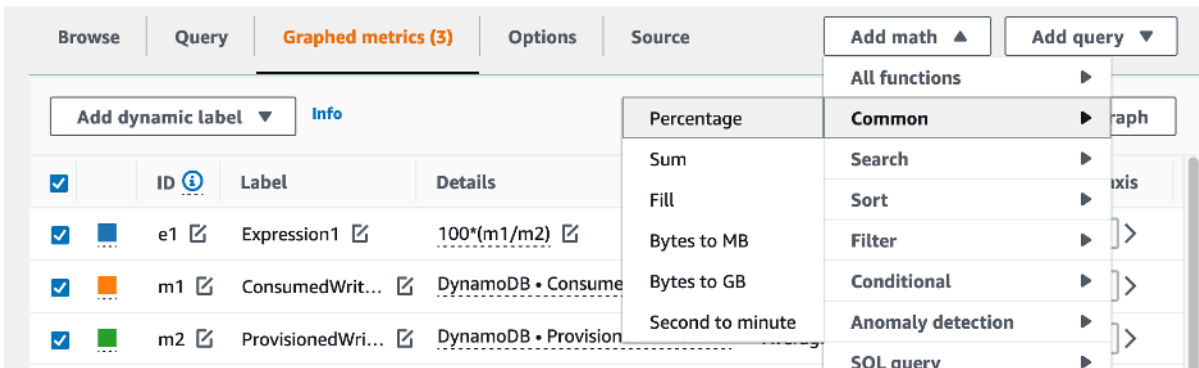 Browse Query Graphed metrics (3) Options Source Add math ▲ Add query ▼
All functions
Add dynamic label ▼ Info Percentage Common raph
Sum Search
ID Label Details Fill Sort xis
e1 Expression1 100*(m1/m2) Bytes to MB Filter
m1 ConsumedWrit... DynamoDB • Consume Bytes to GB Conditional
Second to minute Anomaly detection
m2 ProvisionedWri... DynamoDB • Provision
SQL query